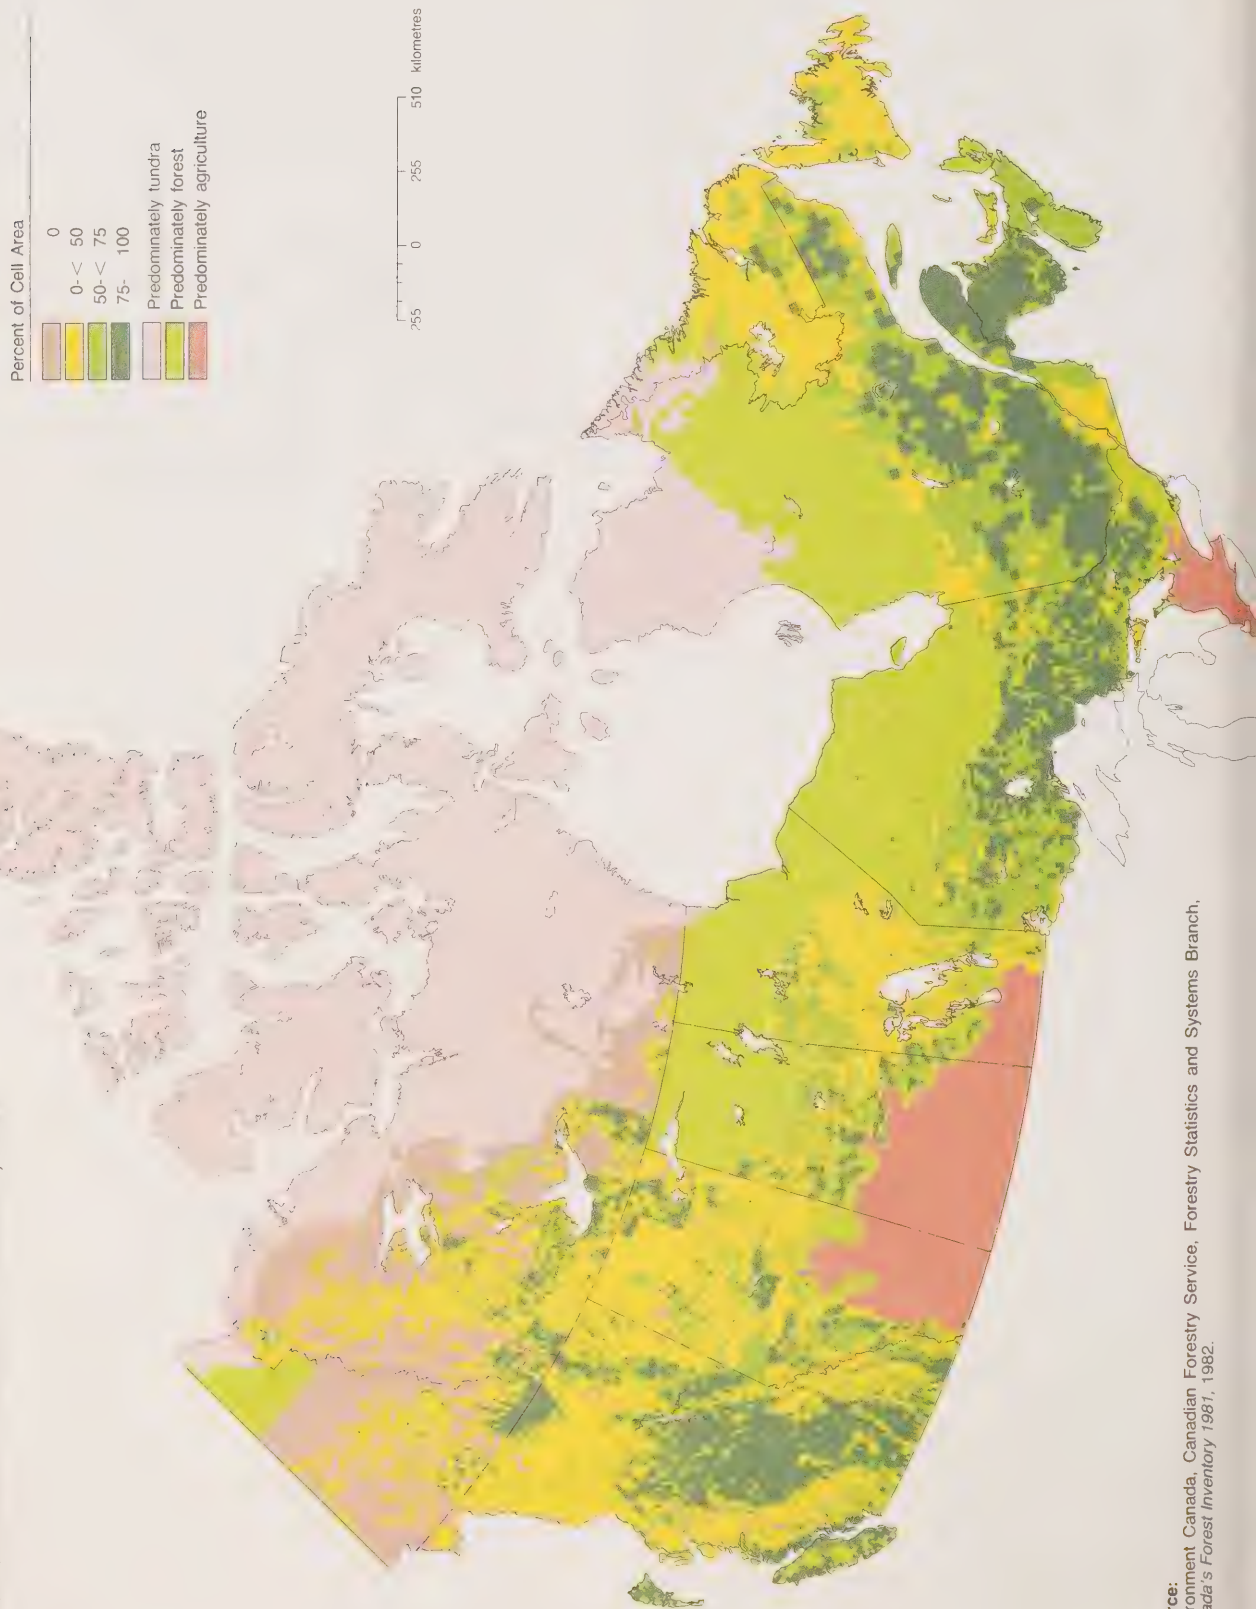 Percent of Cell Area
0
0-< 50
50-< 75
75- 100
Predominately tundra
Predominately forest
Predominately agriculture
255 0 255 510 kilometres
rce:
ronment Canada, Canadian Forestry Service, Forestry Statistics and Systems Branch,
ada's Forest Inventory 1981, 1982.